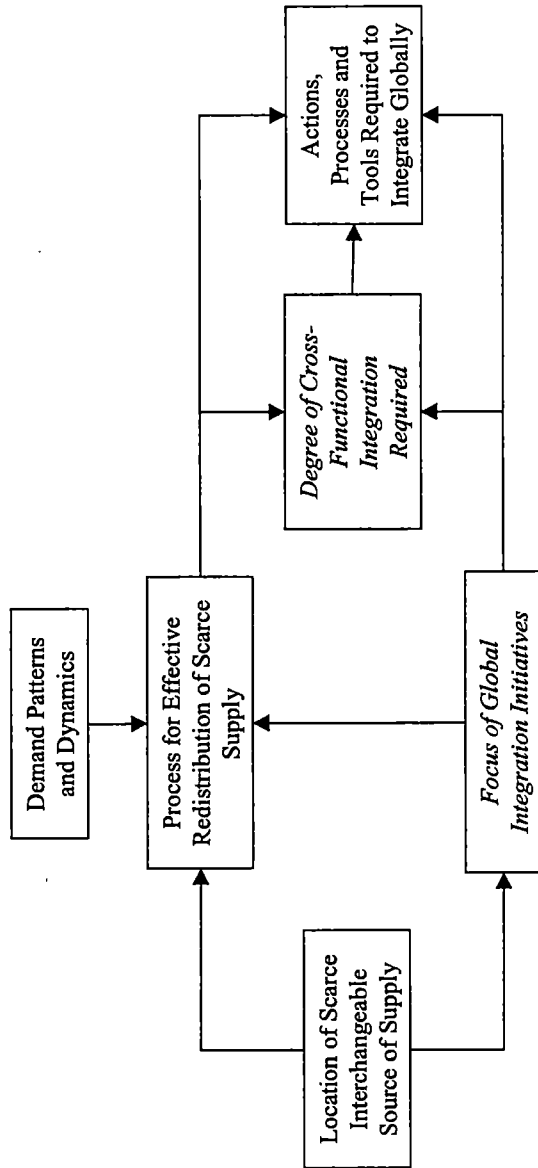 Demand Patterns
and Dynamics
Process for Effective
Redistribution of Scarce
Supply
Location of Scarce
Interchangeable
Source of Supply
Focus of Global
Integration Initiatives
Degree of Cross-
Functional
Integration
Required
Actions,
Processes and
Tools Required to
Integrate Globally